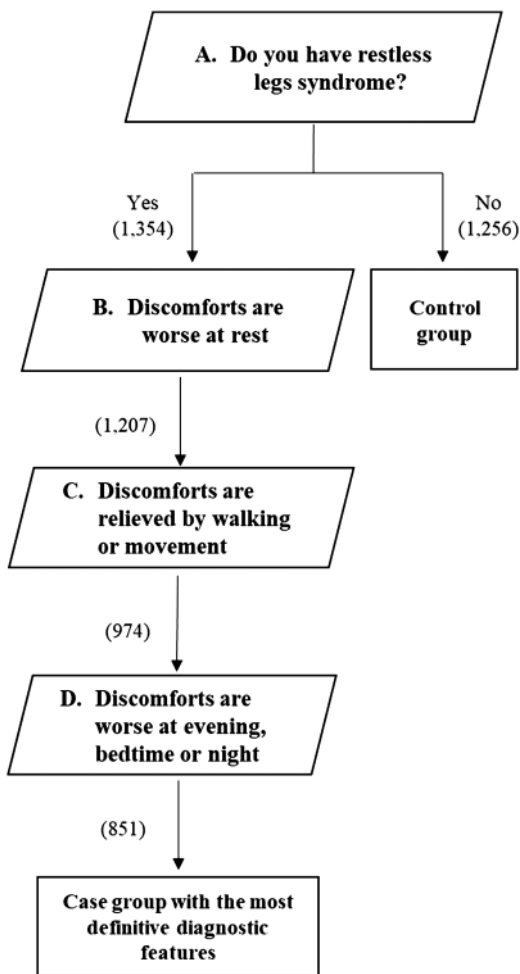 A. Do you have restless
legs syndrome?
Yes
(1,354)
No
(1,256)
B. Discomforts are
worse at rest
Control
group
(1,207)
C. Discomforts are
relieved by walking
or movement
(974)
D. Discomforts are
worse at evening,
bedtime or night
(851)
Case group with the most
definitive diagnostic
features